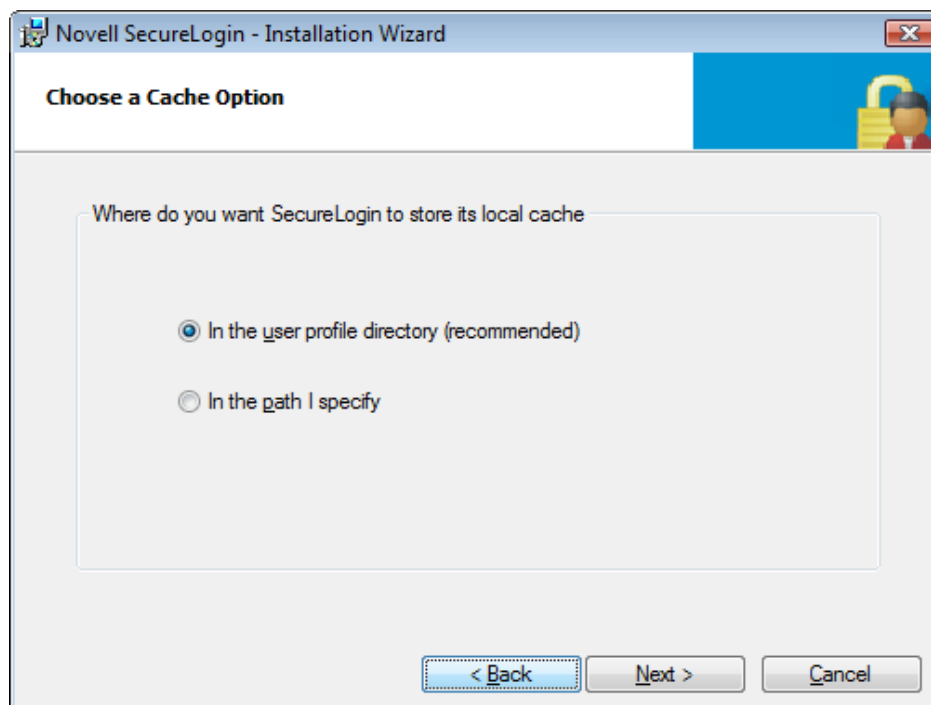 Novell SecureLogin - Installation Wizard
Choose a Cache Option
Where do you want SecureLogin to store its local cache
In the user profile directory (recommended)
In the path I specify
< Back Next > Cancel